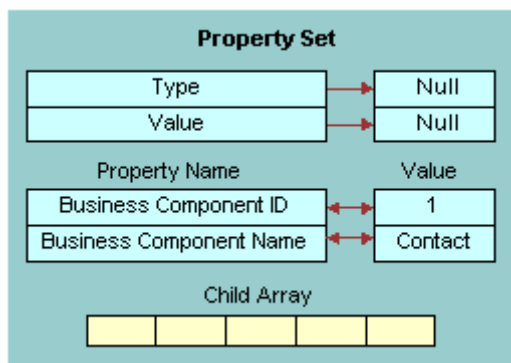 Property Set
Type Null
Value Null
Property Name Value
Business Component ID 1
Business Component Name Contact
Child Array